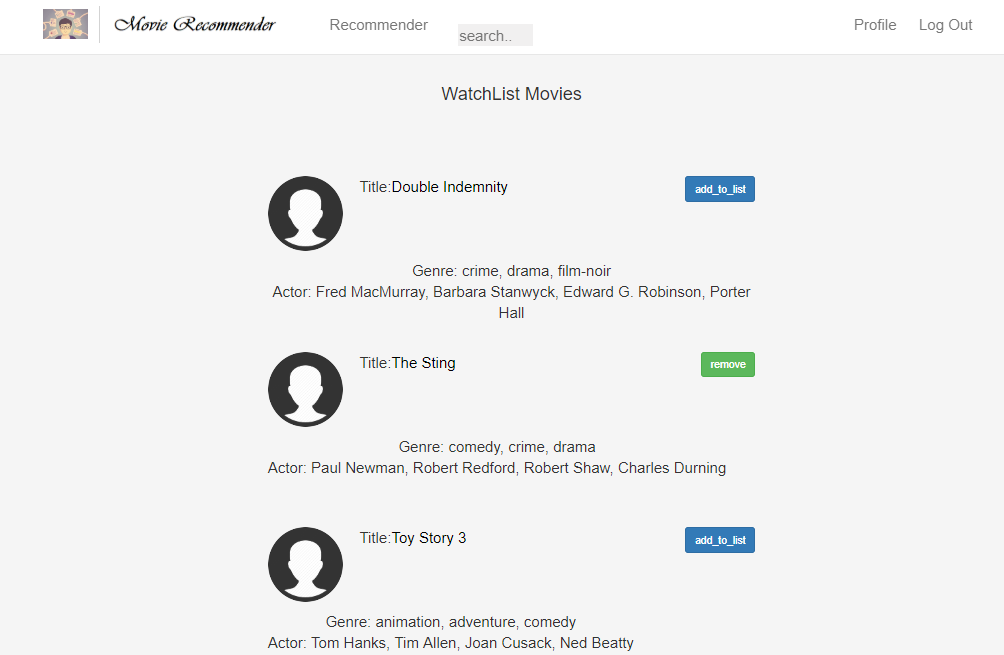 Movie Recommender
Recommender
search..
Profile
Log Out
WatchList Movies
Title:Double Indemnity
add_to_list
Genre: crime, drama, film-noir
Actor: Fred MacMurray, Barbara Stanwyck, Edward G. Robinson, Porter
Hall
Title:The Sting
remove
Genre: comedy, crime, drama
Actor: Paul Newman, Robert Redford, Robert Shaw, Charles Durning
Title:Toy Story 3
add_to_list
Genre: animation, adventure, comedy
Actor: Tom Hanks, Tim Allen, Joan Cusack, Ned Beatty